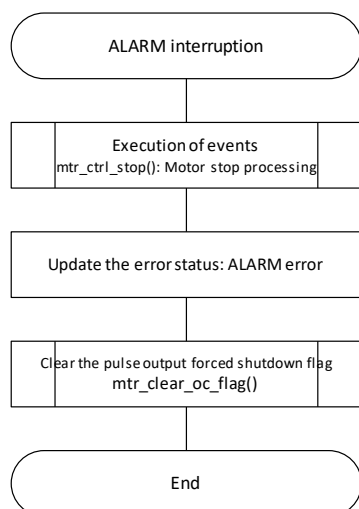 ALARM interruption
Execution of events
mtr_ctrl_stop(): Motor stop processing
Update the error status: ALARM error
Clear the pulse output forced shutdown flag
mtr_clear_oc_flag()
End